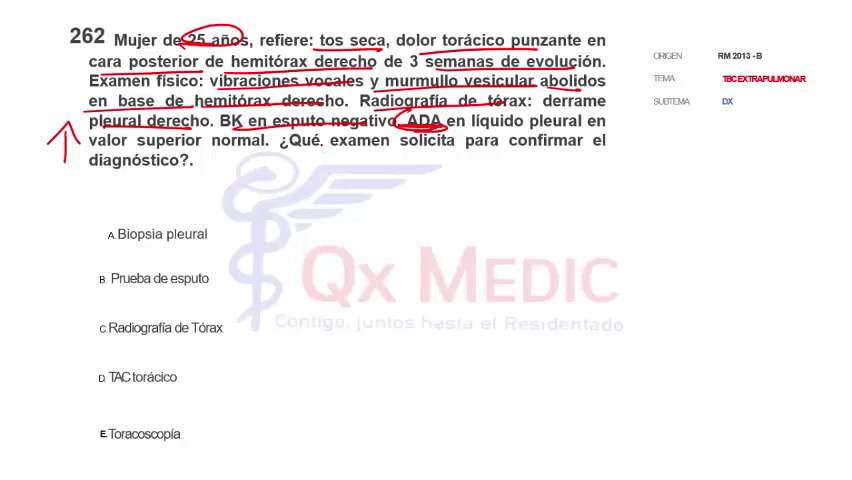 262 Mujer de 25 años, refiere: tos seca, dolor torácico punzante en
cara posterior de hemitórax derecho de 3 semanas de evolución.
Examen físico: vibraciones vocales y murmullo vesicular abolidos
en base de hemitórax derecho. Radiografía de tórax: derrame
pleural derecho. BK en esputo negativo, ADA en líquido pleural en
valor superior normal. ¿Qué examen solicita para confirmar el
diagnóstico?.
A. Biopsia pleural
B. Prueba de esputo
C. Radiografía de Tórax
D. TAC torácico
E. Toracoscopía
ORIGEN RM 2013 - B
TEMA TBC EXTRAPULMONAR
SUBTEMA DX
Qx MEDIC
Contigo, juntos hasta el Residentado